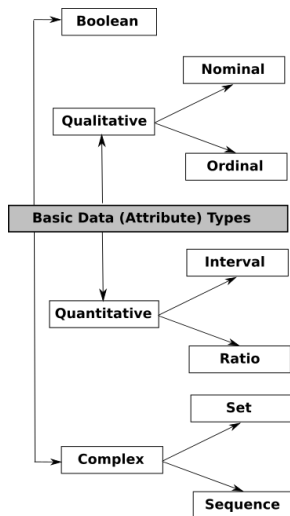 Boolean
Nominal
Qualitative
Ordinal
Basic Data (Attribute) Types
Interval
Quantitative
Ratio
Set
Complex
Sequence